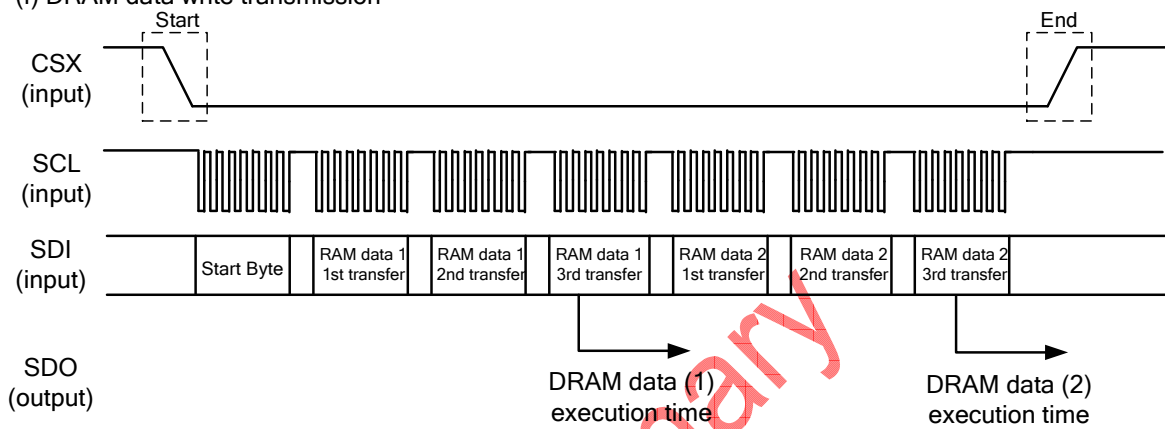 (i) DRAM data write transmission
Start
End
CSX
(input)
SCL
(input)
SDI
(input)
Start Byte
RAM data 1
1st transfer
RAM data 1
2nd transfer
RAM data 1
3rd transfer
RAM data 2
1st transfer
RAM data 2
2nd transfer
RAM data 2
3rd transfer
SDO
(output)
DRAM data (1)
execution time
DRAM data (2)
execution time
nary